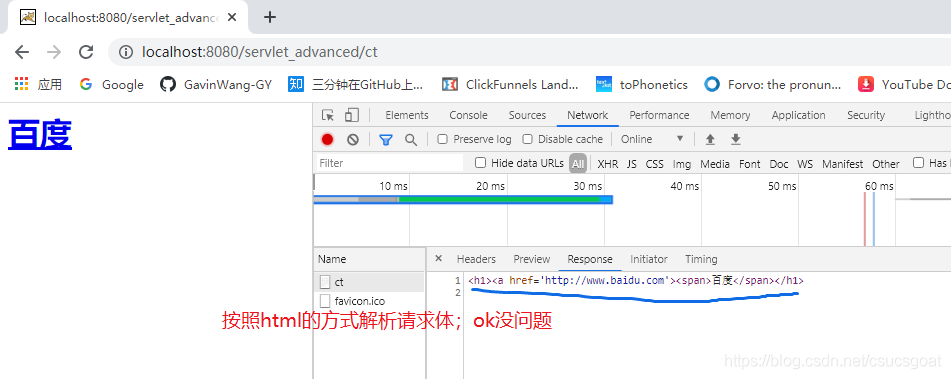 localhost:8080/servlet_advance
localhost:8080/servlet_advanced/ct
应用
Google
GavinWang-GY
知
三分钟在GitHub上...
ClickFunnels Land...
toPhonetics
Forvo: the pronun...
YouTube Do
百度
Elements
Console
Sources
Network
Performance
Memory
Application
Security
Lightho
Preserve log
Disable cache
Online
Filter
Hide data URLs
All
XHR
JS
CSS
Img
Media
Font
Doc
WS
Manifest
Other
Has
10 ms
20 ms
30 ms
40 ms
50 ms
60 ms
Name
Headers
Preview
Response
Initiator
Timing
ct
1 <h1><a href='http://www.baidu.com'><span>百度</span></h1>
2
favicon.ico
按照html的方式解析请求体；ok没问题
https://blog.csdn.net/csucsgoat